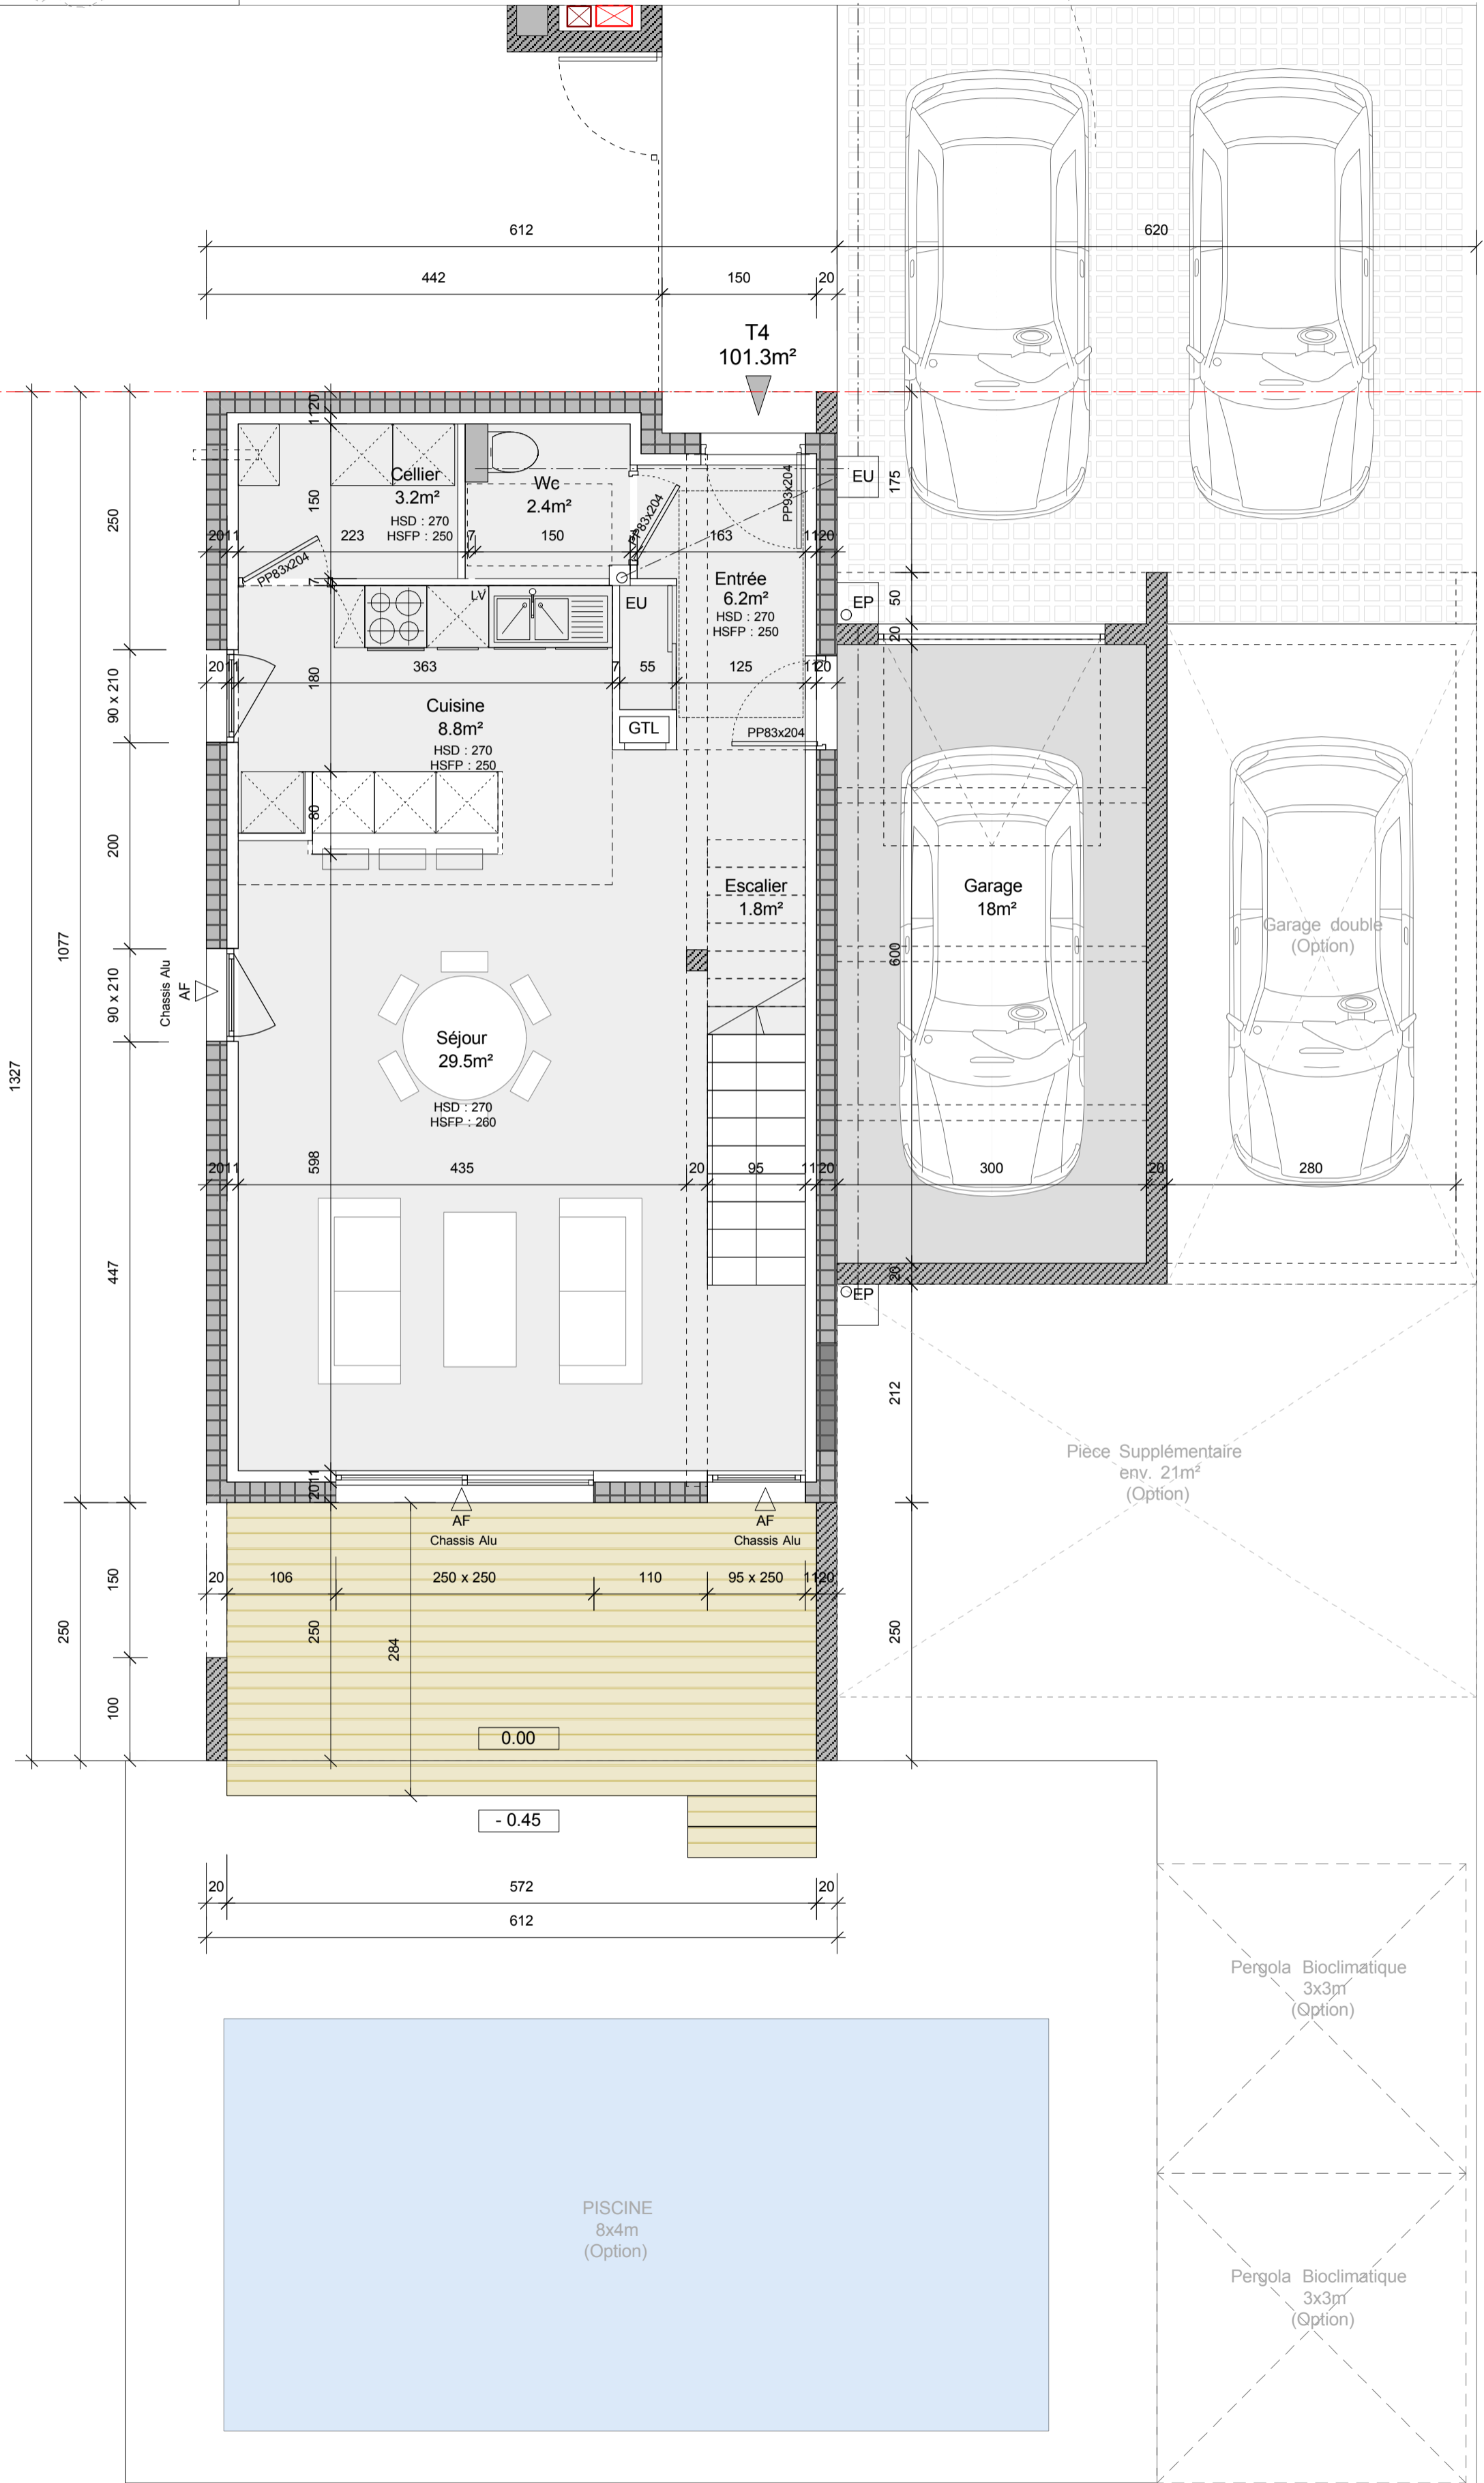 612
620
442
150
20
T4
101.3m²
1120
Cellier
3.2m²
HSD : 270
HSFP : 250
Wc
2.4m²
PP83x204
PP93x204
EU
175
250
150
2011
223
7
150
163
1120
PP83x204
7
Entrée
6.2m²
HSD : 270
HSFP : 250
EP
50
20
LV
EU
90 x 210
2011
180
363
7
55
125
1120
Cuisine
8.8m²
HSD : 270
HSFP : 250
GTL
PP83x204
200
80
Escalier
1.8m²
Garage
18m²
Garage double
(Option)
1077
600
90 x 210
Chassis Alu
AF
Séjour
29.5m²
HSD : 270
HSFP : 260
1327
598
2011
435
20
95
1120
300
20
280
447
20
EP
212
Pièce Supplémentaire
env. 21m²
(Option)
2011
AF
Chassis Alu
AF
Chassis Alu
150
20
106
250 x 250
110
95 x 250
1120
250
250
284
250
100
0.00
- 0.45
20
572
20
612
Pergola Bioclimatique
3x3m
(Option)
PISCINE
8x4m
(Option)
Pergola Bioclimatique
3x3m
(Option)